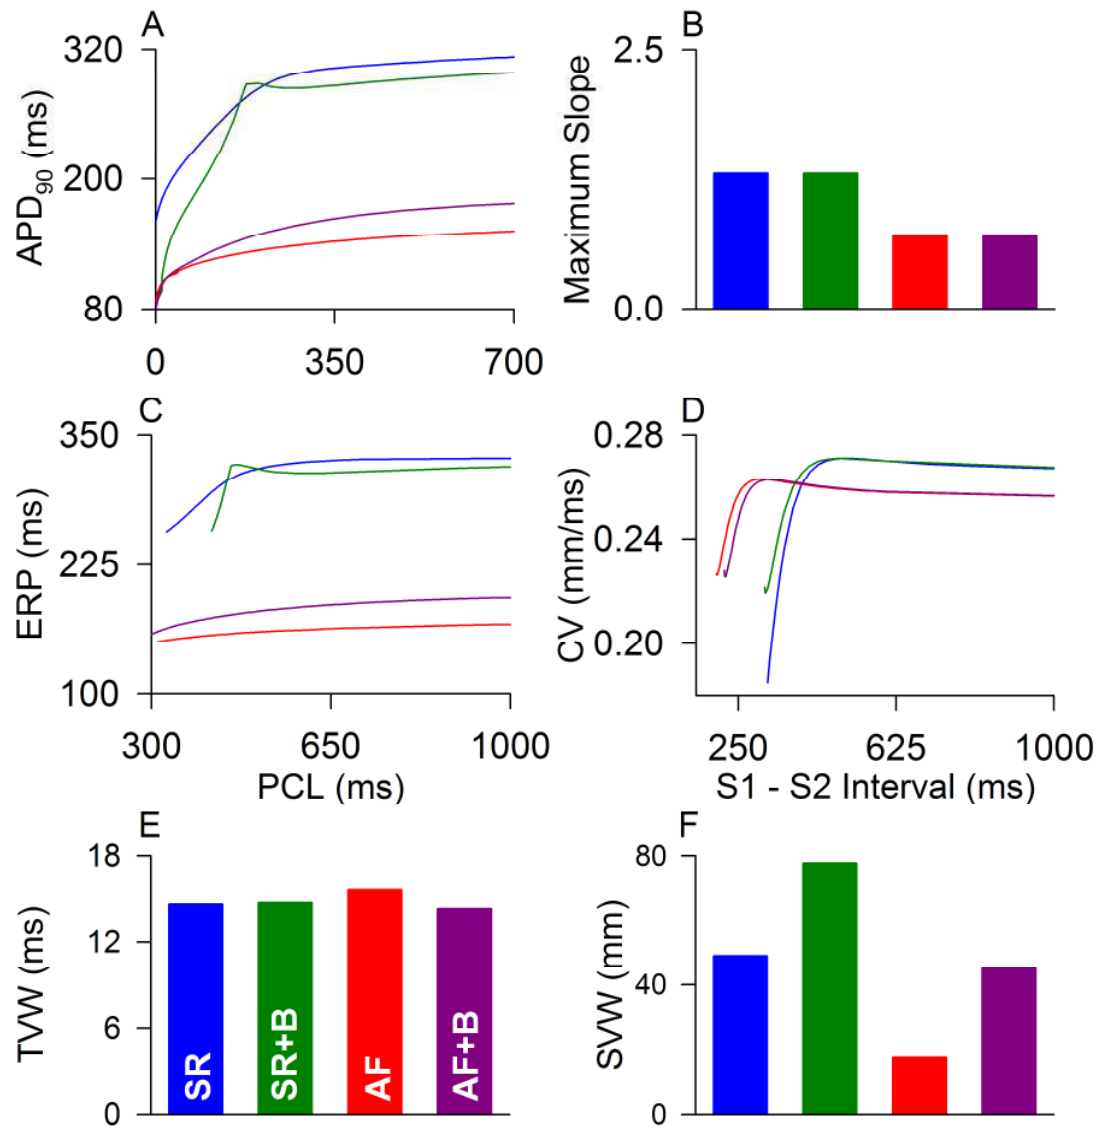 A
320
200
80
APD90 (ms)
0 350 700
B
2.5
0.0
Maximum Slope
C
350
225
100
ERP (ms)
300 650 1000
PCL (ms)
D
0.28
0.24
0.20
CV (mm/ms)
250 625 1000
S1 - S2 Interval (ms)
E
18
12
6
0
TVW (ms)
SR
SR+B
AF
AF+B
F
80
40
0
SVW (mm)